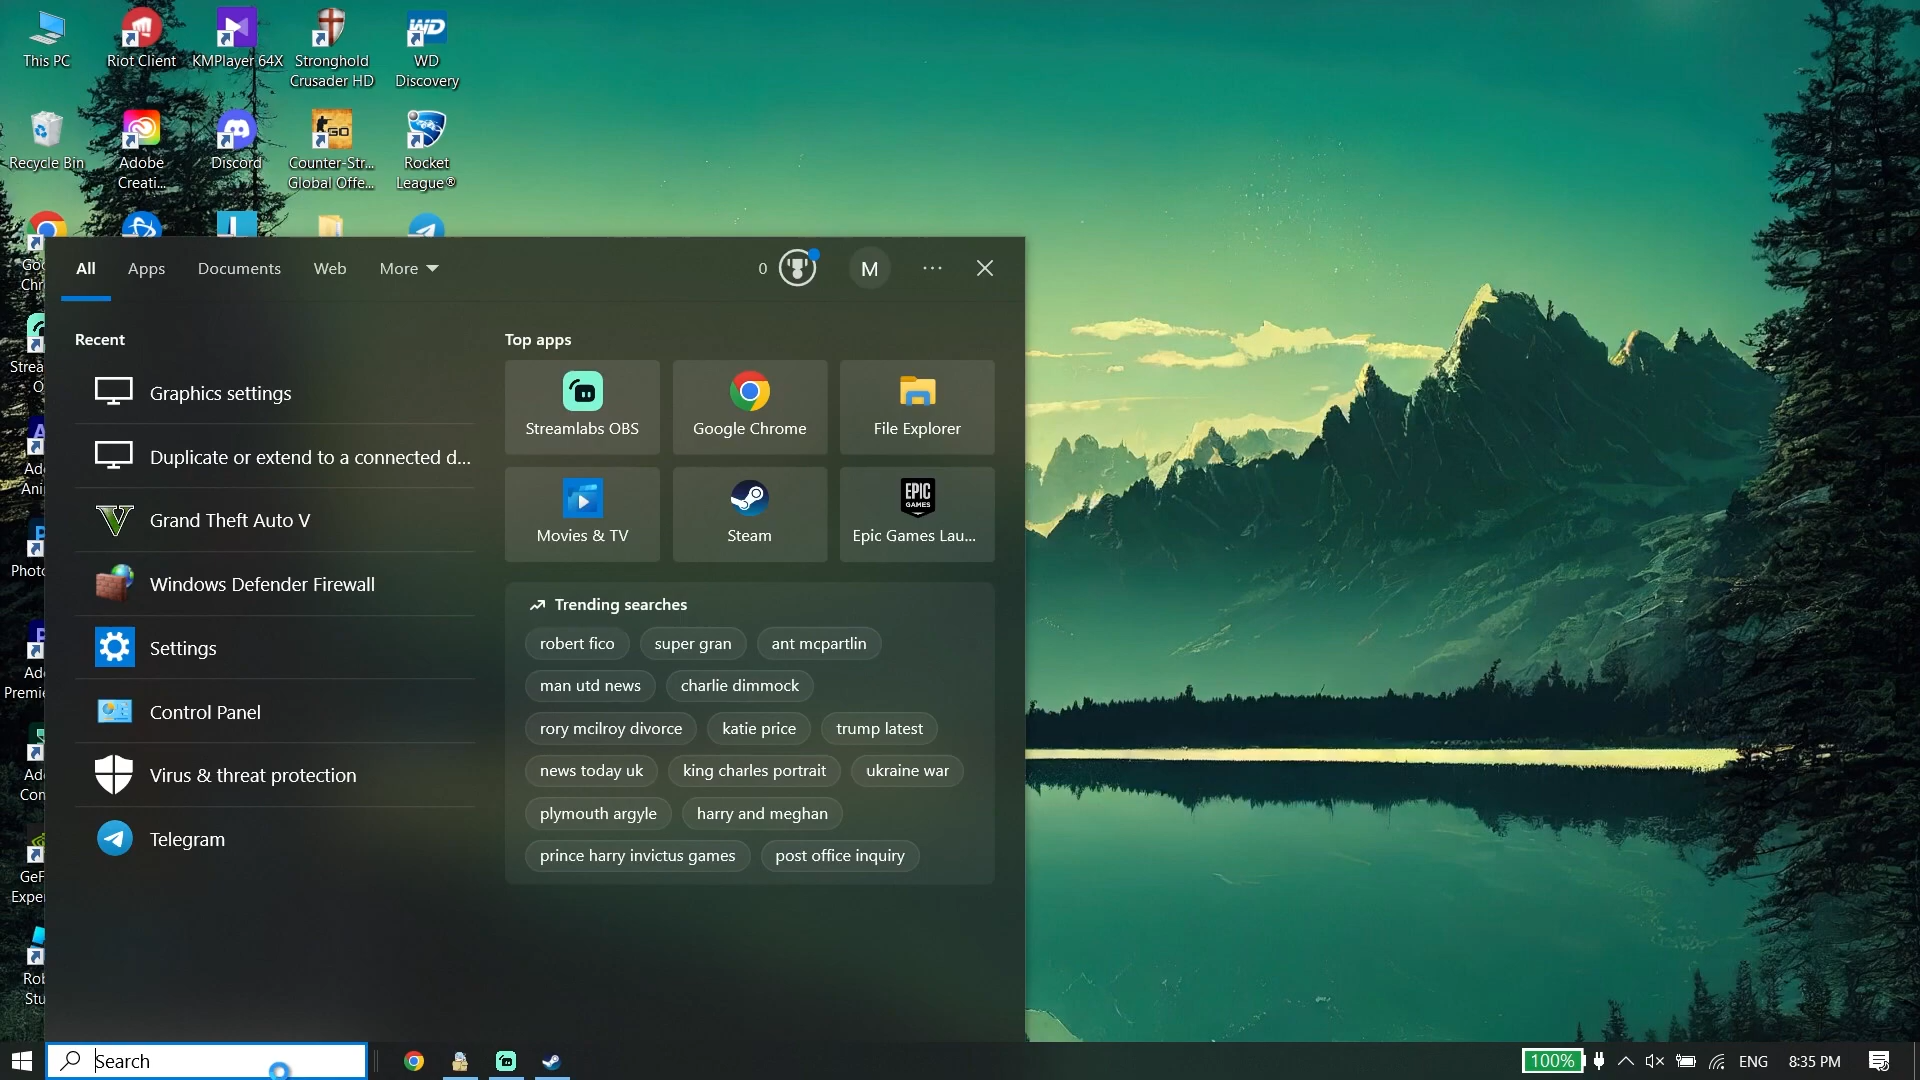 This PC
Riot Client
KMPlayer 64X
Stronghold
Crusader HD
WD
Discovery
Recycle Bin
Adobe
Creati...
Discord
Counter-Str...
Global Offe...
Rocket
League®
All
Apps
Documents
Web
More
0
M
Recent
Graphics settings
Duplicate or extend to a connected d...
Grand Theft Auto V
Windows Defender Firewall
Settings
Control Panel
Virus & threat protection
Telegram
Top apps
Streamlabs OBS
Google Chrome
File Explorer
Movies & TV
Steam
EPIC
GAMES
Epic Games Lau...
Trending searches
robert fico
super gran
ant mcpartlin
man utd news
charlie dimmock
rory mcilroy divorce
katie price
trump latest
news today uk
king charles portrait
ukraine war
plymouth argyle
harry and meghan
prince harry invictus games
post office inquiry
Search
100%
ENG
8:35 PM